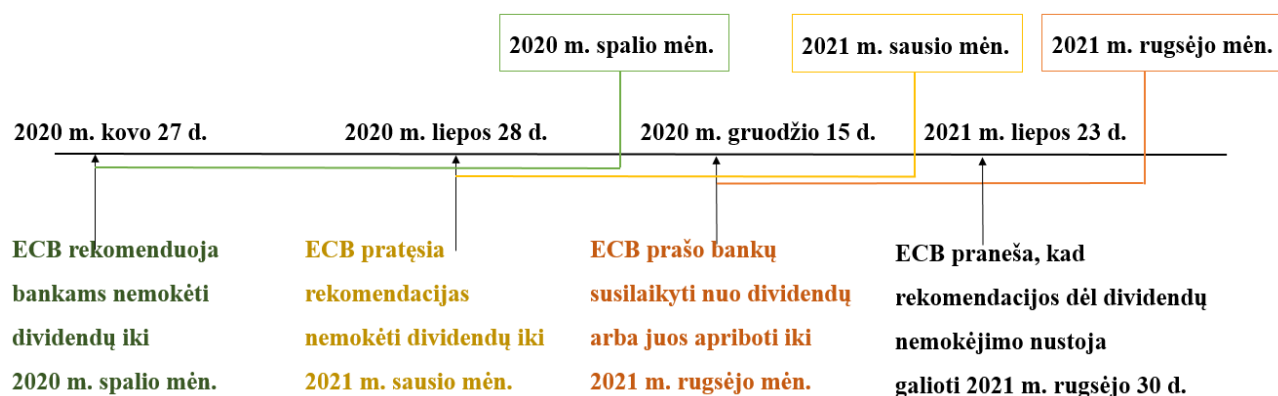 2020 m. spalio mėn.
2021 m. sausio mėn.
2021 m. rugsėjo mėn.
2020 m. kovo 27 d.
2020 m. liepos 28 d.
2020 m. gruodžio 15 d.
2021 m. liepos 23 d.
ECB rekomenduoja
bankams nemokėti
dividendų iki
2020 m. spalio mėn.
ECB pratęsia
rekomendacijas
nemokėti dividendų iki
2021 m. sausio mėn.
ECB prašo bankų
susilaikyti nuo dividendų
arba juos apriboti iki
2021 m. rugsėjo mėn.
ECB praneša, kad
rekomendacijos dėl dividendų
nemokėjimo nustoja
galioti 2021 m. rugsėjo 30 d.